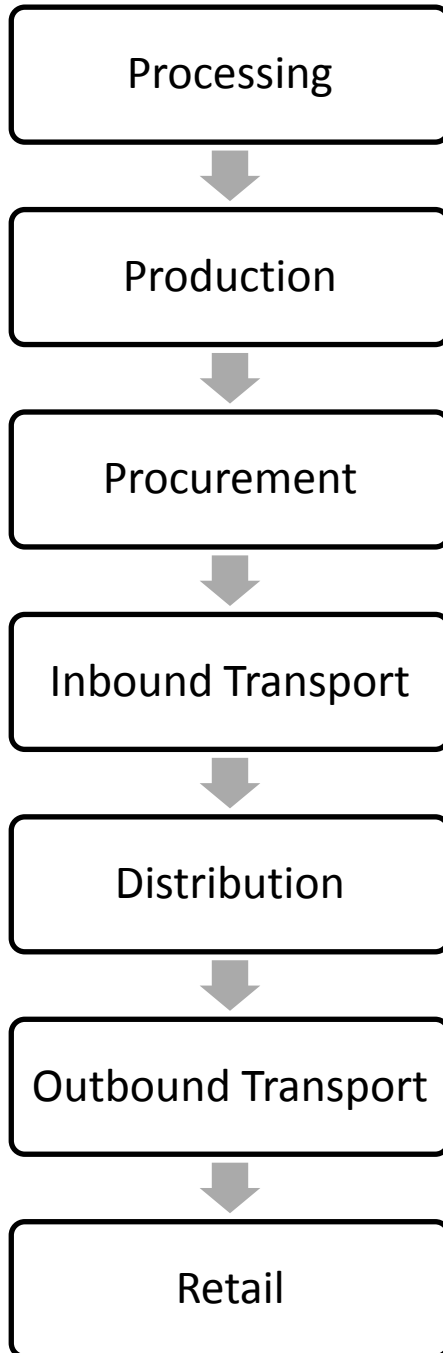 Processing
Production
Procurement
Inbound Transport
Distribution
Outbound Transport
Retail